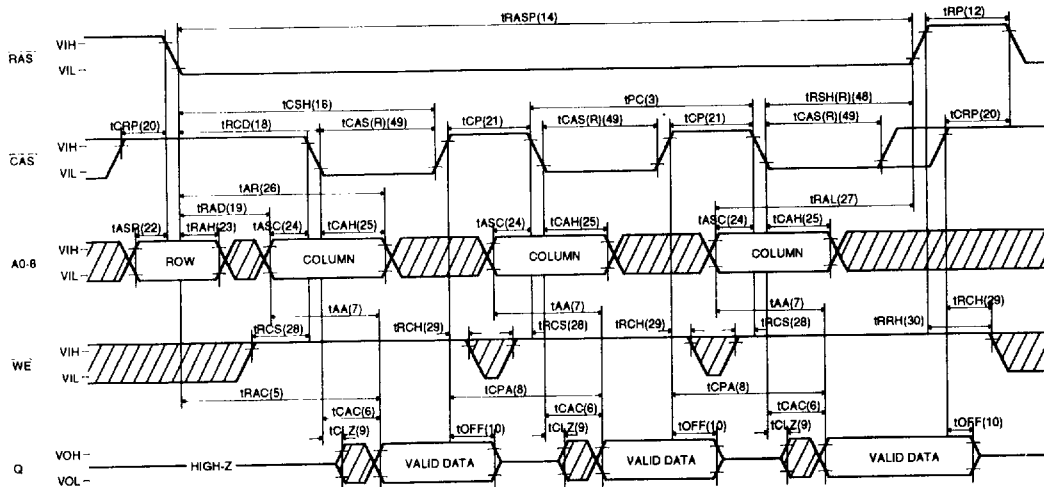 tRASP(14)
tRP(12)
RAS
VIH
VIL
tCSH(16)
tPC(3)
tRSH(R)(48)
tCRP(20)
tRCD(18)
tCAS(R)(49)
tCP(21)
tCAS(R)(49)
tCP(21)
tCAS(R)(49)
tCRP(20)
CAS
VIH
VIL
tAR(26)
tRAD(19)
tRAL(27)
tASR(22)
tRAH(23)
tASC(24)
tCAH(25)
tASC(24)
tCAH(25)
tASC(24)
tCAH(25)
A0-8
VIH
VIL
ROW
COLUMN
COLUMN
COLUMN
tAA(7)
tAA(7)
tAA(7)
tRCS(28)
tRCH(29)
tRCS(28)
tRCH(29)
tRCS(28)
tRRH(30)
tRCH(29)
WE
VIH
VIL
tRAC(5)
tCPA(8)
tCPA(8)
tCAC(6)
tCAC(6)
tCAC(6)
tCLZ(9)
tOFF(10)
tCLZ(9)
tOFF(10)
tCLZ(9)
tOFF(10)
Q
VOH
VOL
HIGH-Z
VALID DATA
VALID DATA
VALID DATA